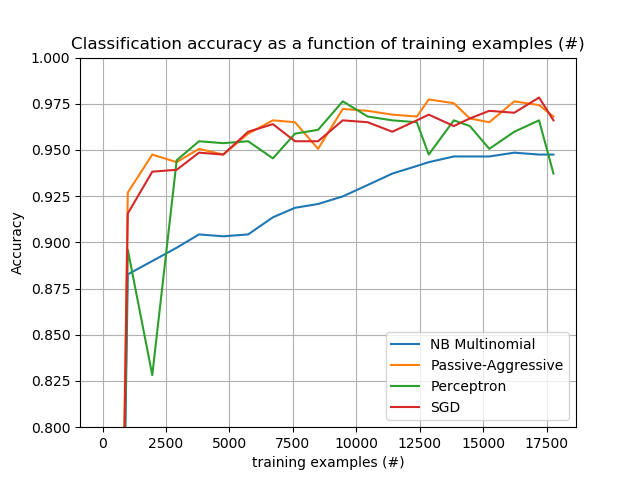 Classification accuracy as a function of training examples (#)
1.000
0.975
0.950
0.925
0.900
0.875
0.850
0.825
0.800
Accuracy
NB Multinomial
Passive-Aggressive
Perceptron
SGD
0 2500 5000 7500 10000 12500 15000 17500
training examples (#)